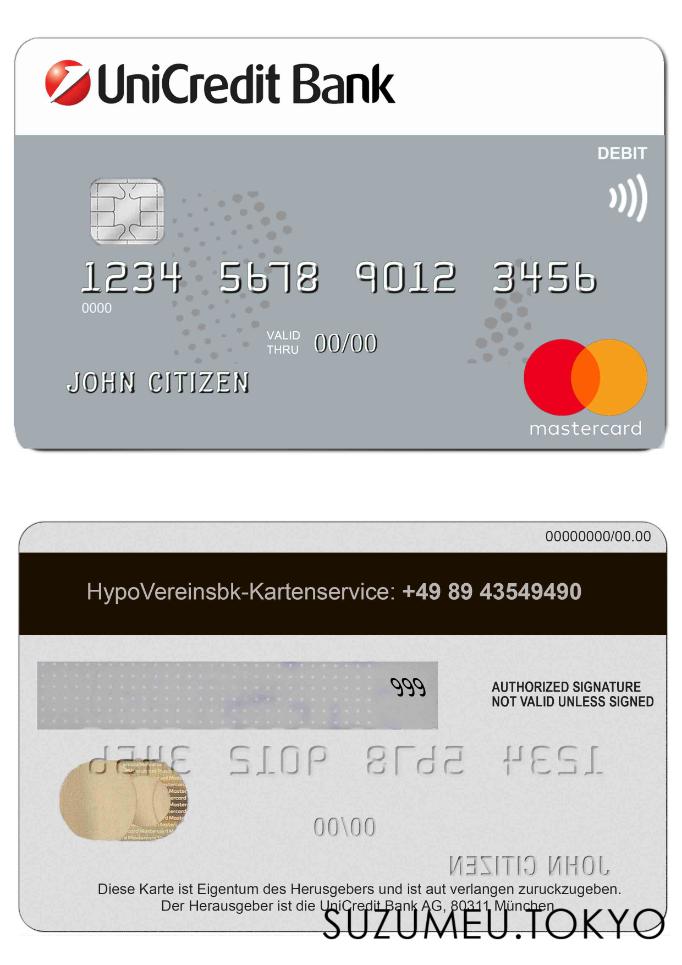 UniCredit Bank
DEBIT
1234 5678 9012 3456
0000
VALID THRU 00/00
JOHN CITIZEN
mastercard
00000000/00.00
HypoVereinsbk-Kartenservice: +49 89 43549490
999
AUTHORIZED SIGNATURE
NOT VALID UNLESS SIGNED
1234 5678 9012 3456
00/00
JOHN CITIZEN
Diese Karte ist Eigentum des Herusgebers und ist aut verlangen zuruckzugeben.
Der Herausgeber ist die UniCredit Bank AG, 80311 München
SUZUMEU.TOKYO